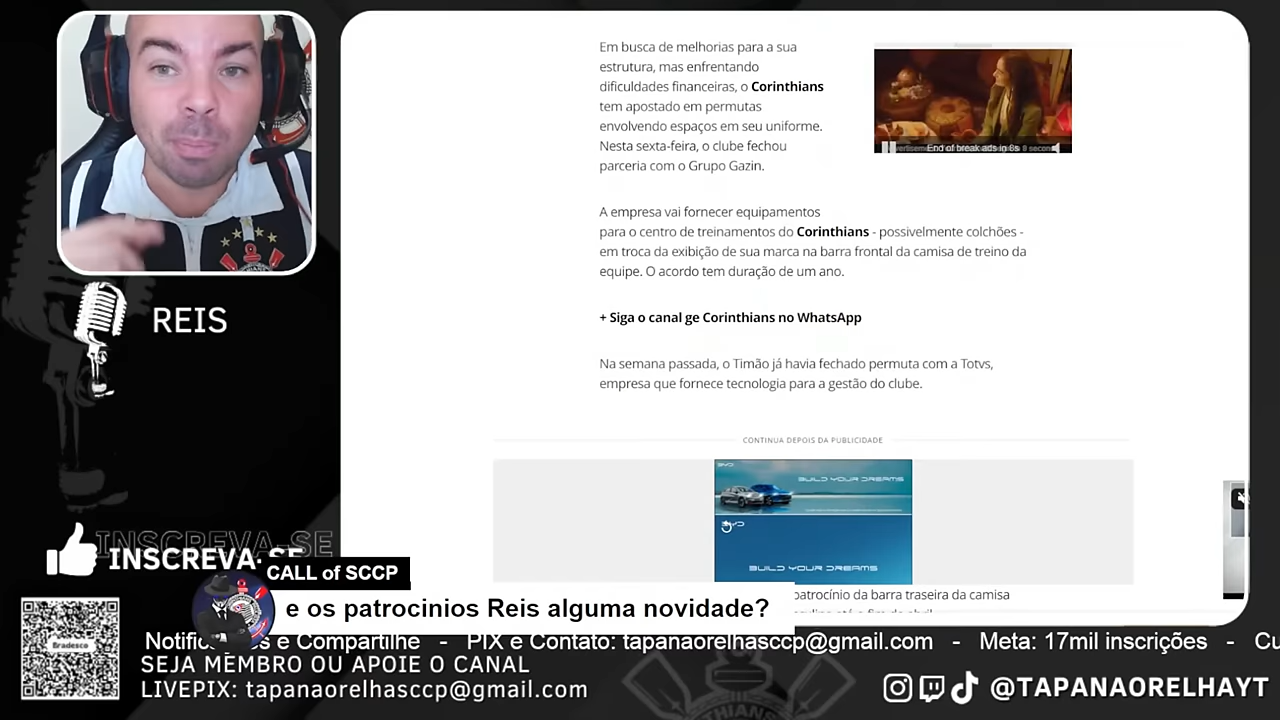 Em busca de melhorias para a sua
estrutura, mas enfrentando
dificuldades financeiras, o Corinthians
tem apostado em permutas
envolvendo espaços em seu uniforme.
Nesta sexta-feira, o clube fechou
parceria com o Grupo Gazin.
End of break ads in 8s
A empresa vai fornecer equipamentos
para o centro de treinamentos do Corinthians - possivelmente colchões -
em troca da exibição de sua marca na barra frontal da camisa de treino da
equipe. O acordo tem duração de um ano.
+ Siga o canal ge Corinthians no WhatsApp
Na semana passada, o Timão já havia fechado permuta com a Totvs,
empresa que fornece tecnologia para a gestão do clube.
CONTINUA DEPOIS DA PUBLICIDADE
BYD
BUILD YOUR DREAMS
BUILD YOUR DREAMS
patrocínio da barra traseira da camisa
REIS
INSCREVA-SE
INSCREVA-SE
CALL of SCCP
e os patrocinios Reis alguma novidade?
Bradesco
e Compartilhe - PIX e Contato: tapanaorelhasccp@gmail.com - Meta: 17mil inscrições -
SEJA MEMBRO OU APOIE O CANAL
LIVEPIX: tapanaorelhasccp@gmail.com
@TAPANAORELHAYT